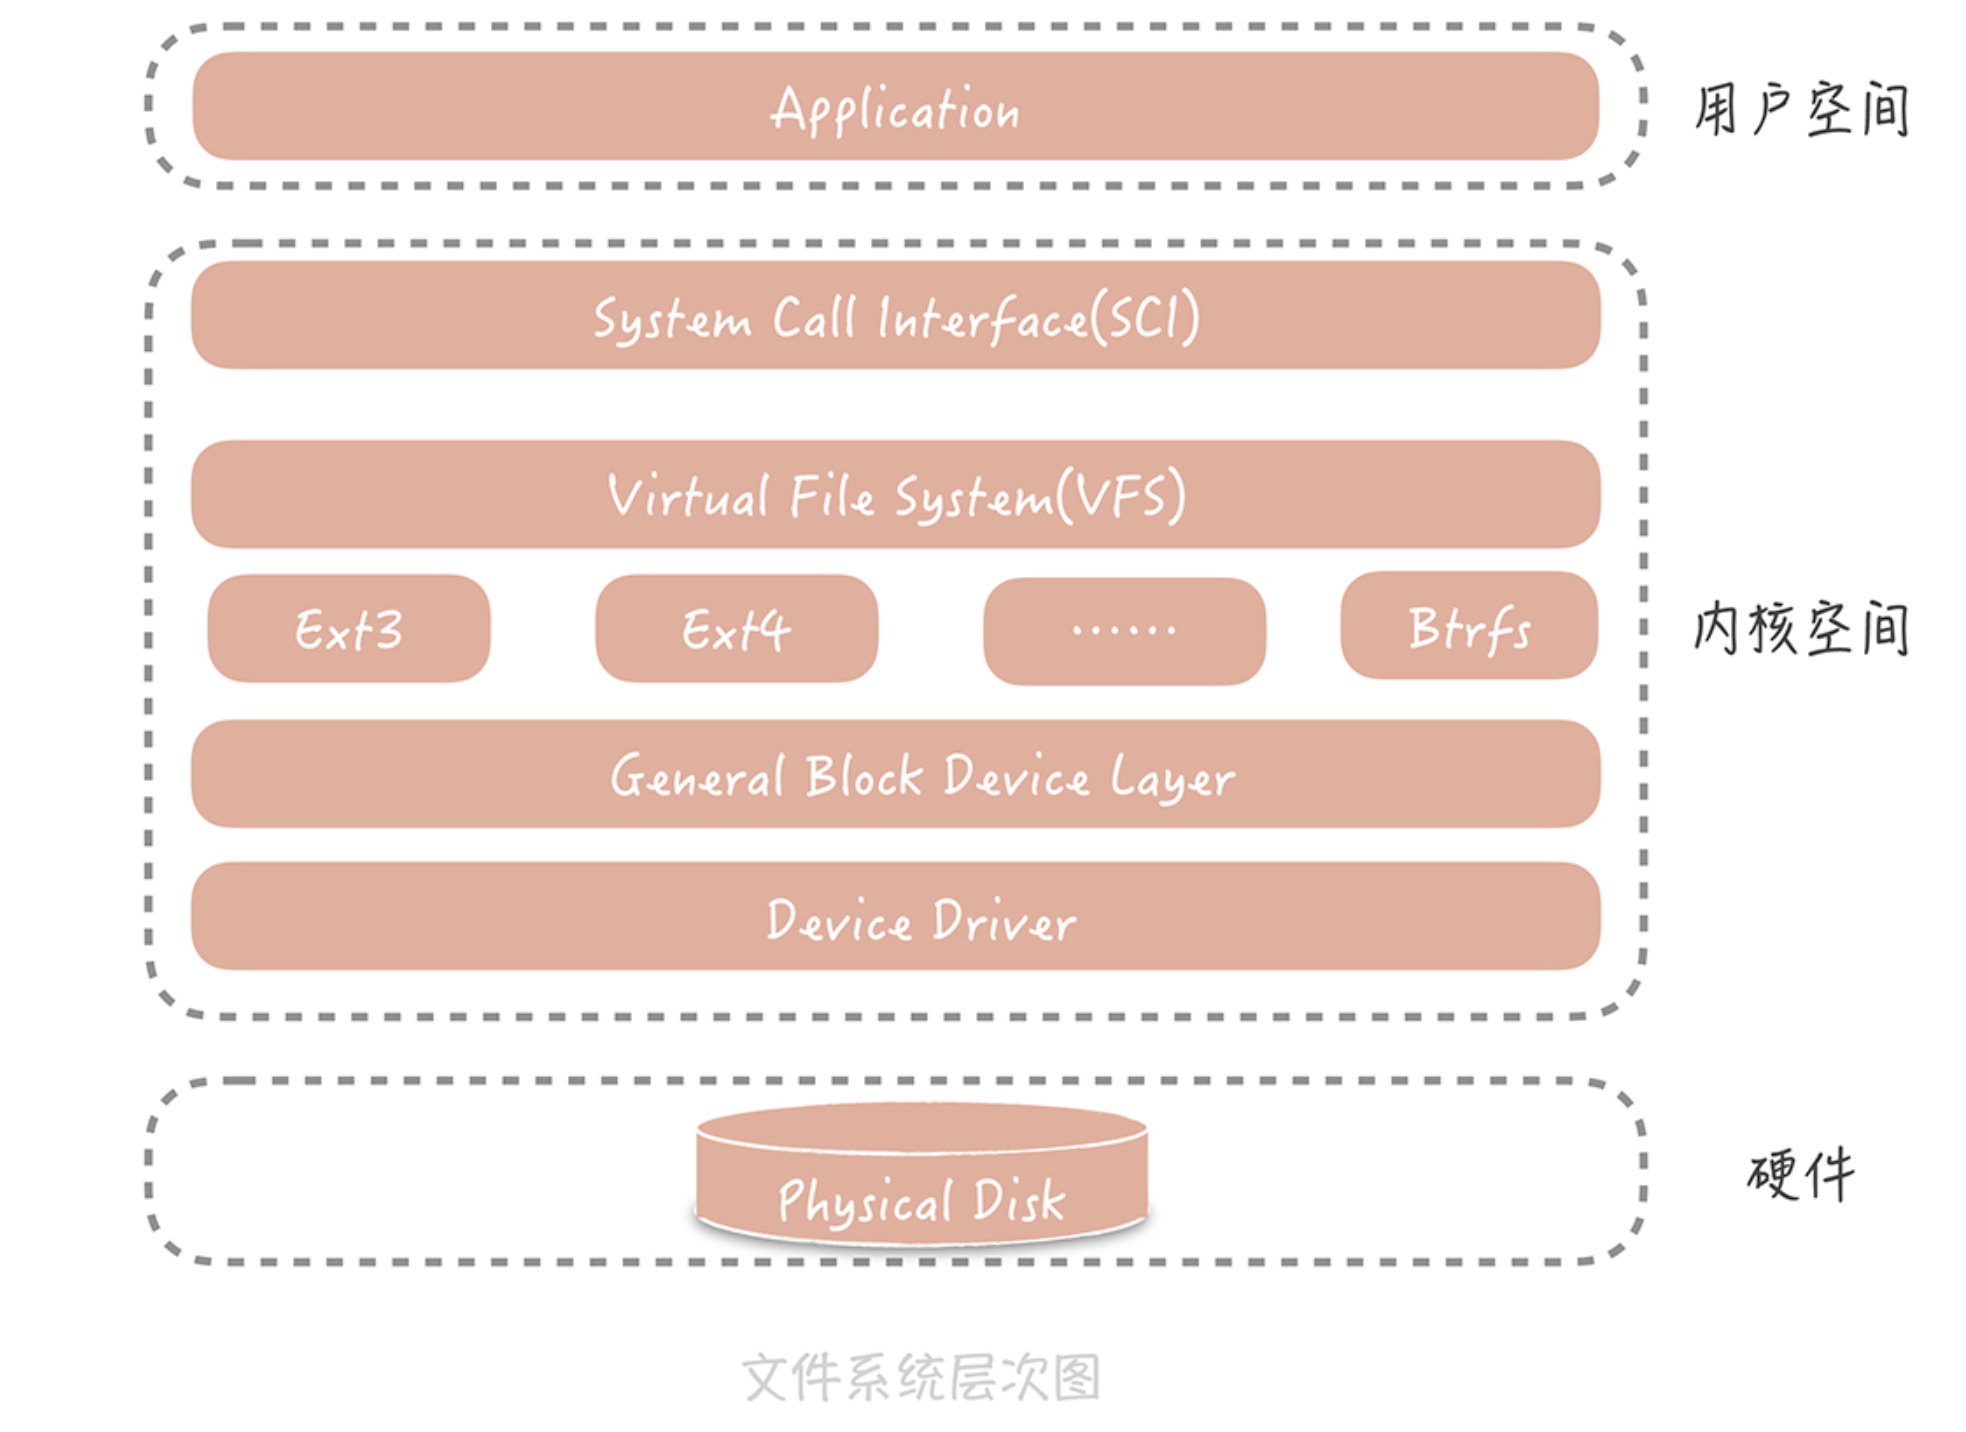 Application
用户空间
System Call Interface(SCI)
Virtual File System(VFS)
Ext3
Ext4
......
Btrfs
内核空间
General Block Device Layer
Device Driver
Physical Disk
硬件
文件系统层次图